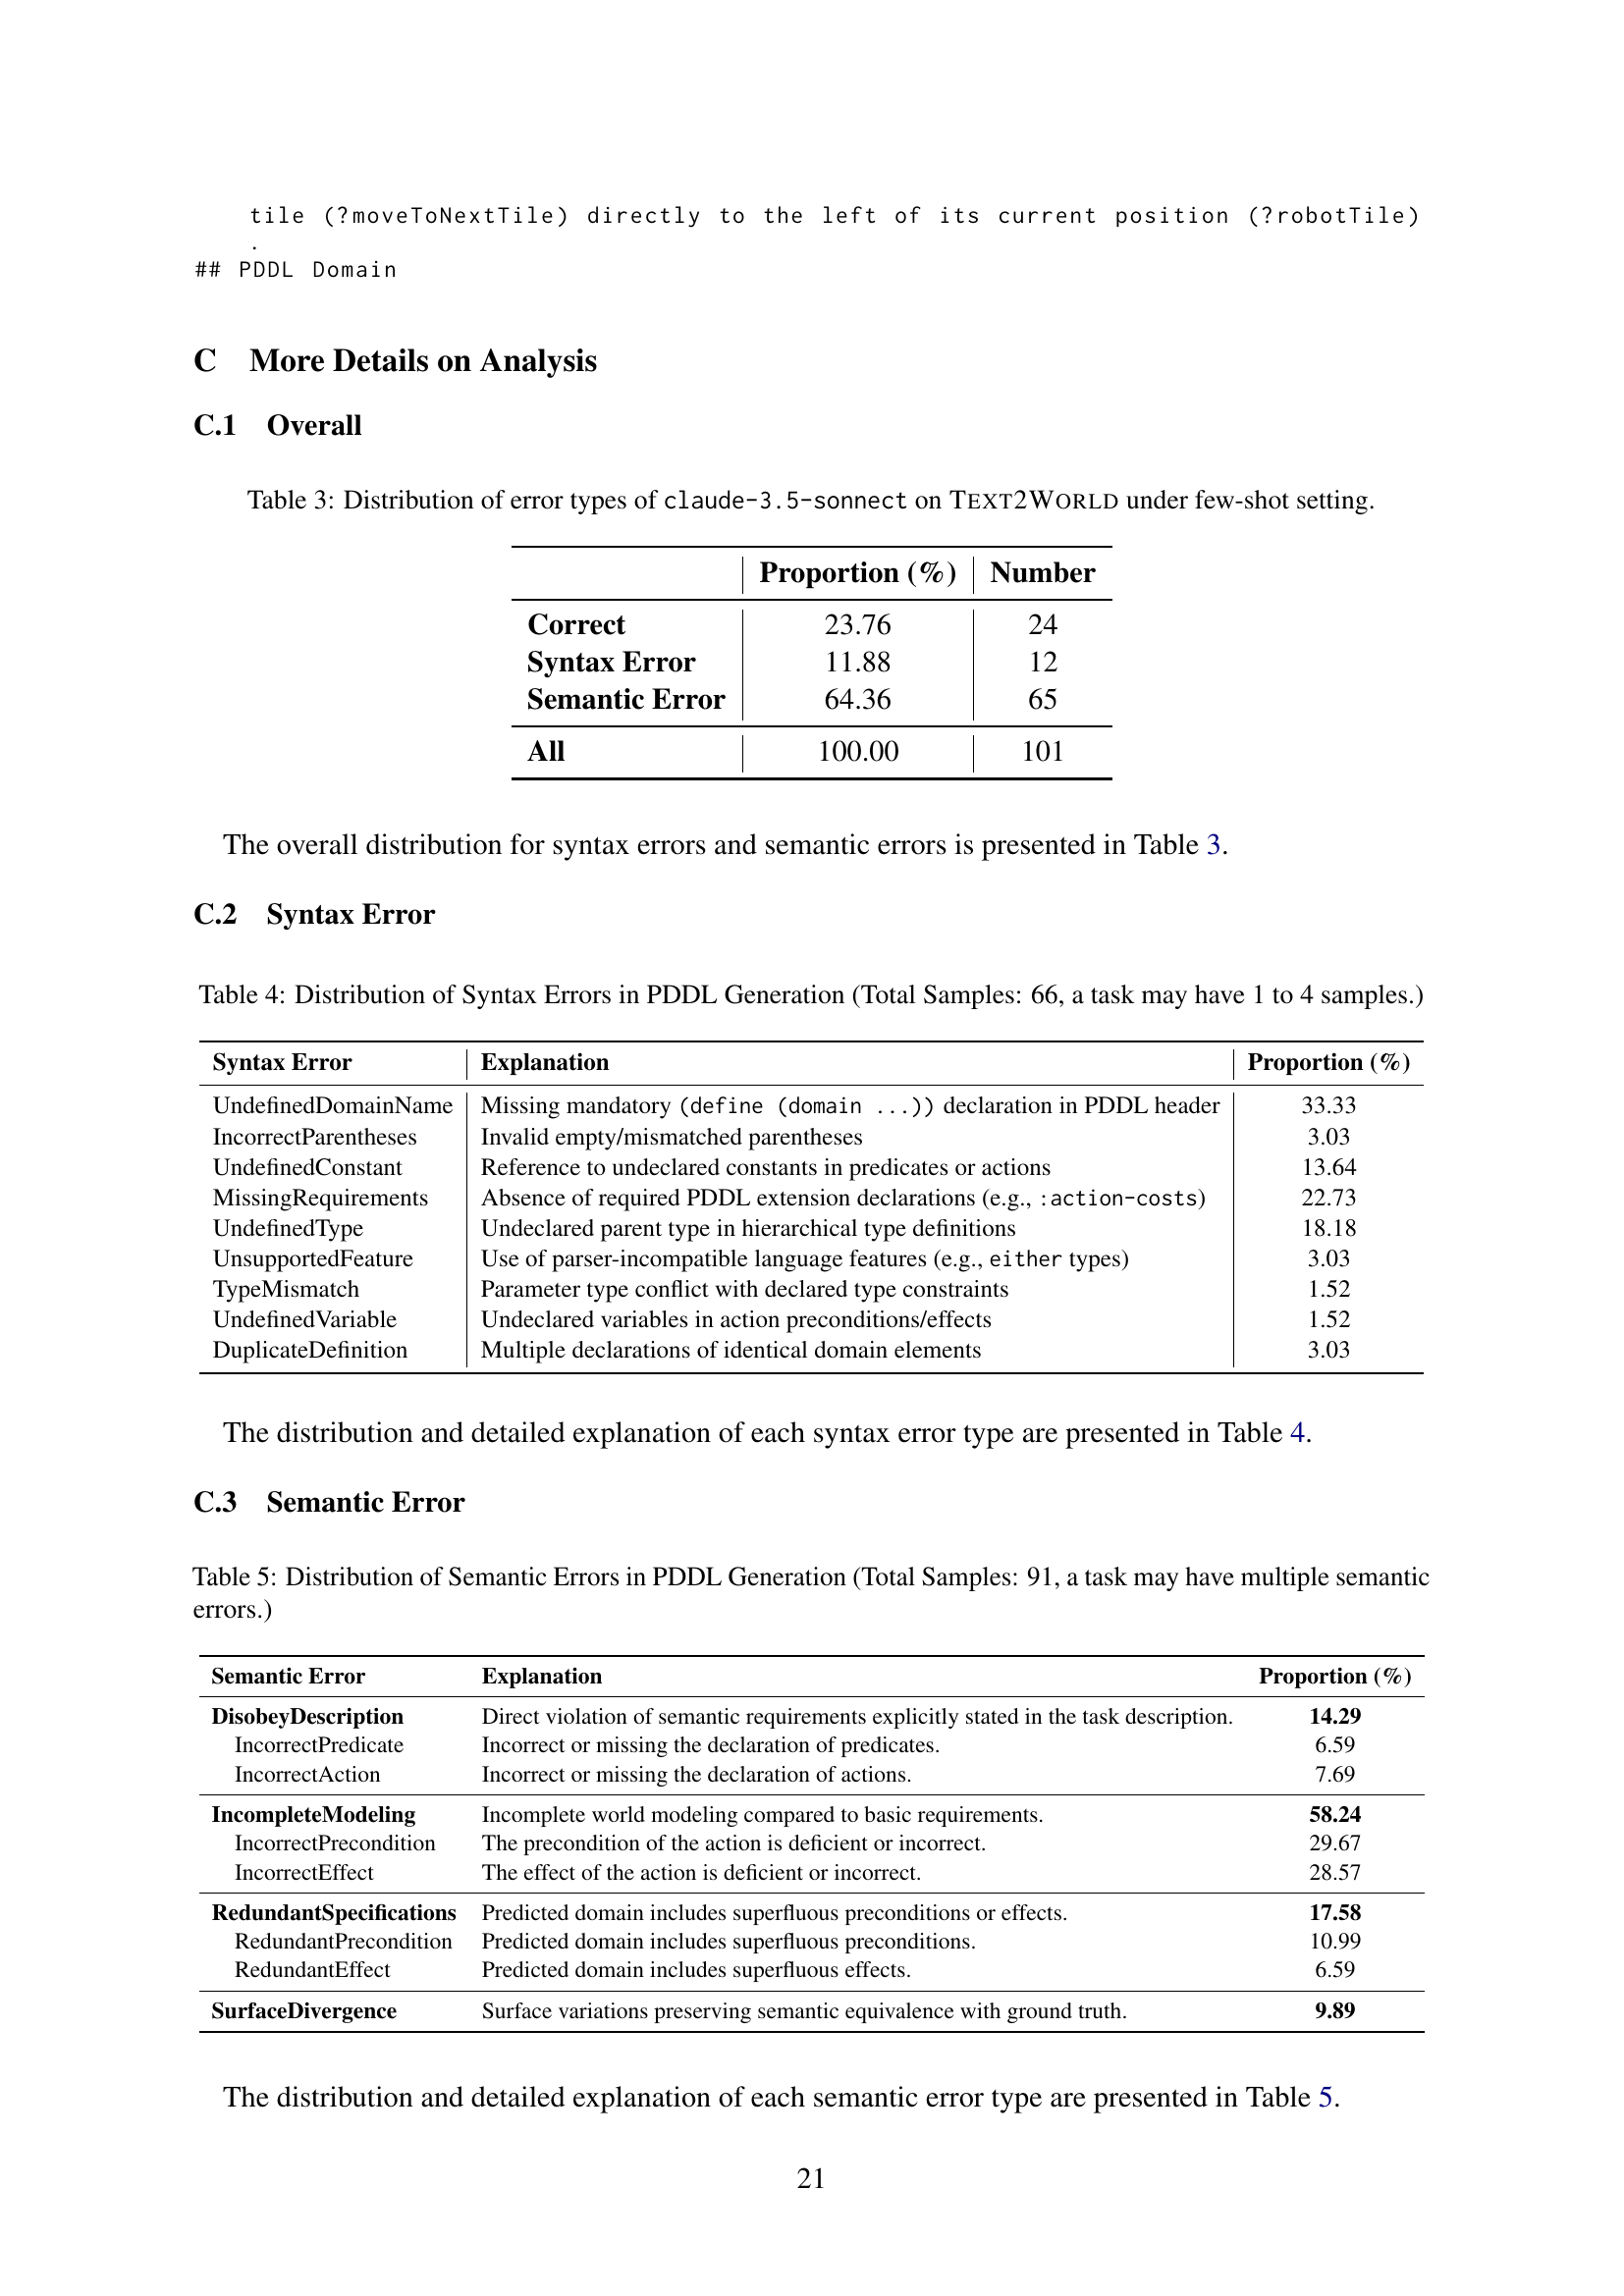 tile (?moveToNextTile) directly to the left of its current position (?robotTile)
.
## PDDL Domain
C More Details on Analysis
C.1 Overall
Table 3: Distribution of error types of claude-3.5-sonnect on TEXT2WORLD under few-shot setting.
Proportion (%) Number
Correct 23.76 24
Syntax Error 11.88 12
Semantic Error 64.36 65
All 100.00 101
The overall distribution for syntax errors and semantic errors is presented in Table 3.
C.2 Syntax Error
Table 4: Distribution of Syntax Errors in PDDL Generation (Total Samples: 66, a task may have 1 to 4 samples.)
Syntax Error Explanation Proportion (%)
UndefinedDomainName Missing mandatory (define (domain ...)) declaration in PDDL header 33.33
IncorrectParentheses Invalid empty/mismatched parentheses 3.03
UndefinedConstant Reference to undeclared constants in predicates or actions 13.64
MissingRequirements Absence of required PDDL extension declarations (e.g., :action-costs) 22.73
UndefinedType Undeclared parent type in hierarchical type definitions 18.18
UnsupportedFeature Use of parser-incompatible language features (e.g., either types) 3.03
TypeMismatch Parameter type conflict with declared type constraints 1.52
UndefinedVariable Undeclared variables in action preconditions/effects 1.52
DuplicateDefinition Multiple declarations of identical domain elements 3.03
The distribution and detailed explanation of each syntax error type are presented in Table 4.
C.3 Semantic Error
Table 5: Distribution of Semantic Errors in PDDL Generation (Total Samples: 91, a task may have multiple semantic
errors.)
Semantic Error Explanation Proportion (%)
DisobeyDescription Direct violation of semantic requirements explicitly stated in the task description. 14.29
IncorrectPredicate Incorrect or missing the declaration of predicates. 6.59
IncorrectAction Incorrect or missing the declaration of actions. 7.69
IncompleteModeling Incomplete world modeling compared to basic requirements. 58.24
IncorrectPrecondition The precondition of the action is deficient or incorrect. 29.67
IncorrectEffect The effect of the action is deficient or incorrect. 28.57
RedundantSpecifications Predicted domain includes superfluous preconditions or effects. 17.58
RedundantPrecondition Predicted domain includes superfluous preconditions. 10.99
RedundantEffect Predicted domain includes superfluous effects. 6.59
SurfaceDivergence Surface variations preserving semantic equivalence with ground truth. 9.89
The distribution and detailed explanation of each semantic error type are presented in Table 5.
21